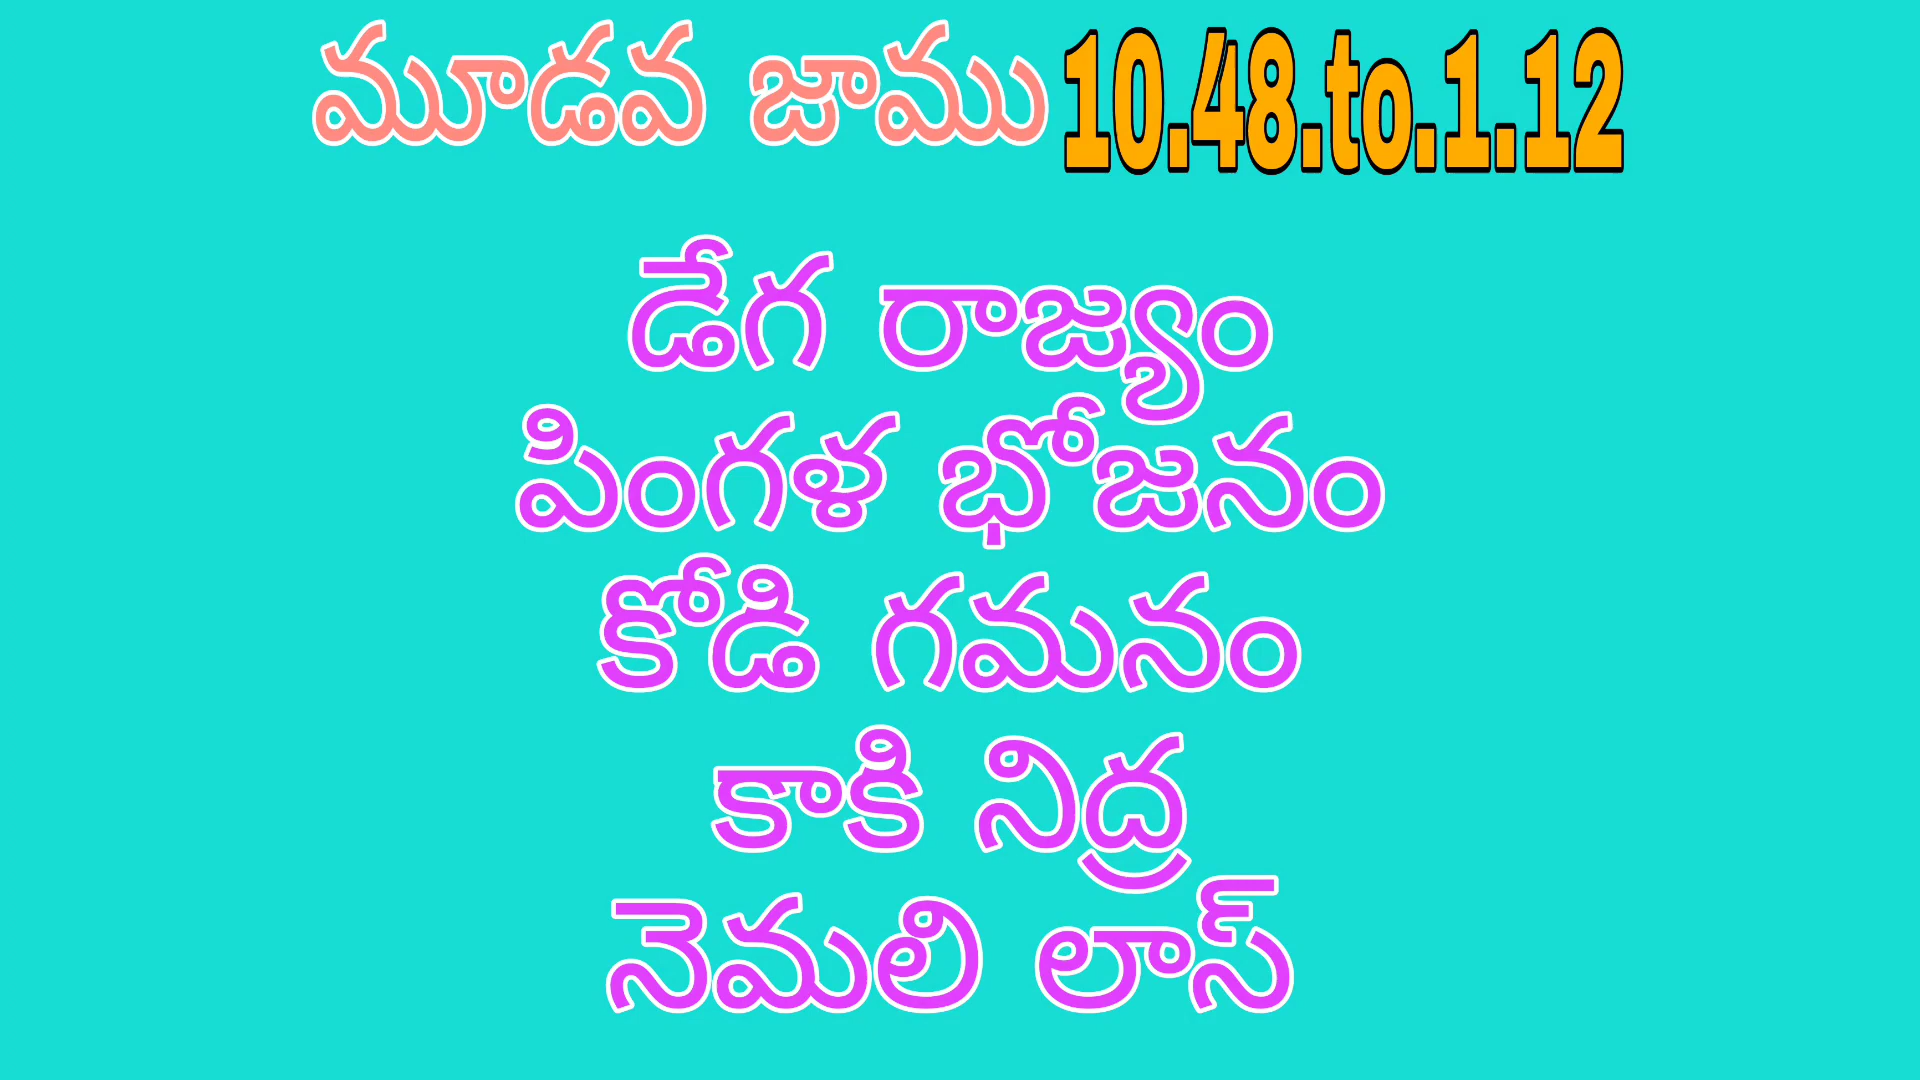 మూడవ జాము 10.48.to.1.12
డేగ రాజ్యం
పింగళ భోజనం
కోడి గమనం
కాకి నిద్ర
నెమలి లాస్